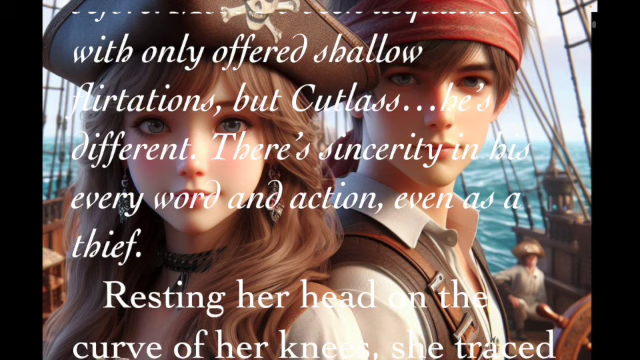 with only offered shallow
flirtations, but Cutlass...he's
different. There's sincerity in his
every word and action, even as a
thief.
Resting her head on the
curve of her knees, she traced